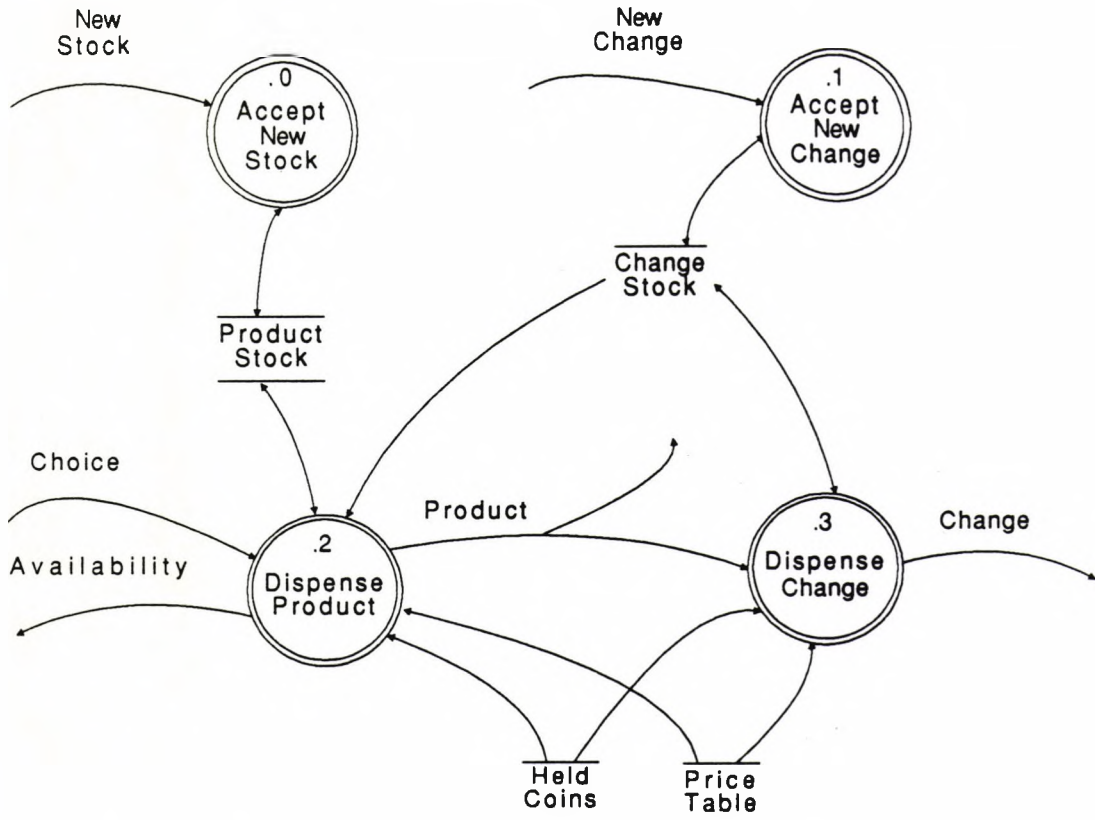 New
Stock
New
Change
.0
Accept
New
Stock
.1
Accept
New
Change
Change
Stock
Product
Stock
Choice
Availability
.2
Dispense
Product
Product
.3
Dispense
Change
Change
Held
Coins
Price
Table